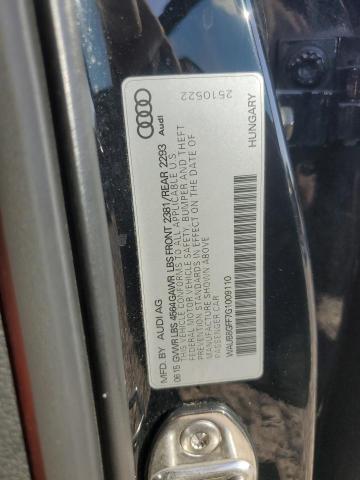 Audi
2510522
HUNGARY
MFD. BY AUDI AG
06 15 GVWR LBS 4564 GAWR LBS FRONT 2381/REAR 2293
THIS VEHICLE CONFORMS TO ALL APPLICABLE U.S.
FEDERAL MOTOR VEHICLE SAFETY, BUMPER AND THEFT
PREVENTION STANDARDS IN EFFECT ON THE DATE
OF MANUFACTURE SHOWN ABOVE
PASSENGER CAR
WAUB8GFF7G1009110